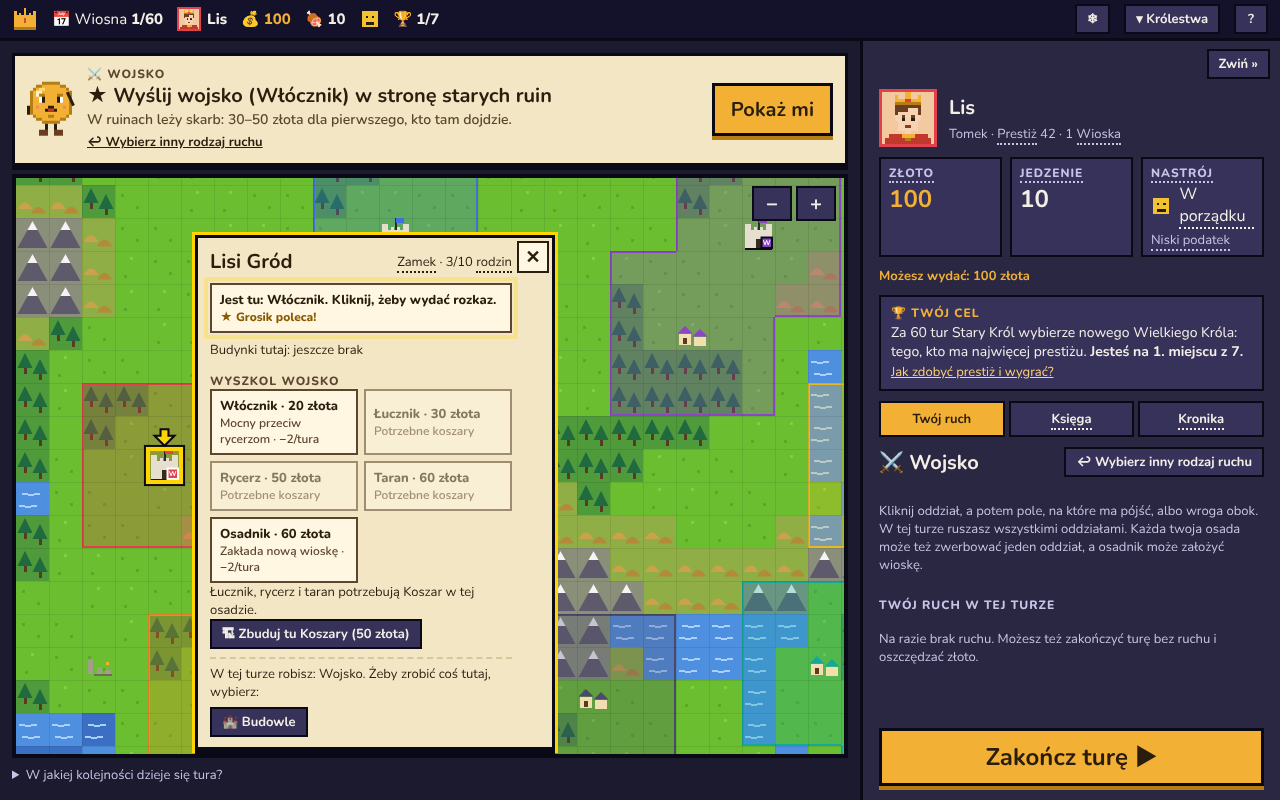 📅 Wiosna 1/60 Lis 💰 100 🍗 10 🏆 1/7
❄ ▾ Królestwa ?
⚔️ WOJSKO
★ Wyślij wojsko (Włócznik) w stronę starych ruin
W ruinach leży skarb: 30–50 złota dla pierwszego, kto tam dojdzie.
↩ Wybierz inny rodzaj ruchu
Pokaż mi
− +
W
Lisi Gród
Zamek · 3/10 rodzin
✕
Jest tu: Włócznik. Kliknij, żeby wydać rozkaz.
★ Grosik poleca!
Budynki tutaj: jeszcze brak
WYSZKOL WOJSKO
Włócznik · 20 złota
Mocny przeciw
rycerzom · −2/tura
Łucznik · 30 złota
Potrzebne koszary
Rycerz · 50 złota
Potrzebne koszary
Taran · 60 złota
Potrzebne koszary
Osadnik · 60 złota
Zakłada nową wioskę ·
−2/tura
Łucznik, rycerz i taran potrzebują Koszar w tej
osadzie.
🏗 Zbuduj tu Koszary (50 złota)
W tej turze robisz: Wojsko. Żeby zrobić coś tutaj,
wybierz:
🏰 Budowle
W
▶ W jakiej kolejności dzieje się tura?
Zwiń »
Lis
Tomek · Prestiż 42 · 1 Wioska
ZŁOTO
100
JEDZENIE
10
NASTRÓJ
W
porządku
Niski podatek
Możesz wydać: 100 złota
🏆 TWÓJ CEL
Za 60 tur Stary Król wybierze nowego Wielkiego Króla:
tego, kto ma najwięcej prestiżu. Jesteś na 1. miejscu z 7.
Jak zdobyć prestiż i wygrać?
Twój ruch
Księga
Kronika
⚔️ Wojsko
↩ Wybierz inny rodzaj ruchu
Kliknij oddział, a potem pole, na które ma pójść, albo wroga obok.
W tej turze ruszasz wszystkimi oddziałami. Każda twoja osada
może też zwerbować jeden oddział, a osadnik może założyć
wioskę.
TWÓJ RUCH W TEJ TURZE
Na razie brak ruchu. Możesz też zakończyć turę bez ruchu i
oszczędzać złoto.
Zakończ turę ▶